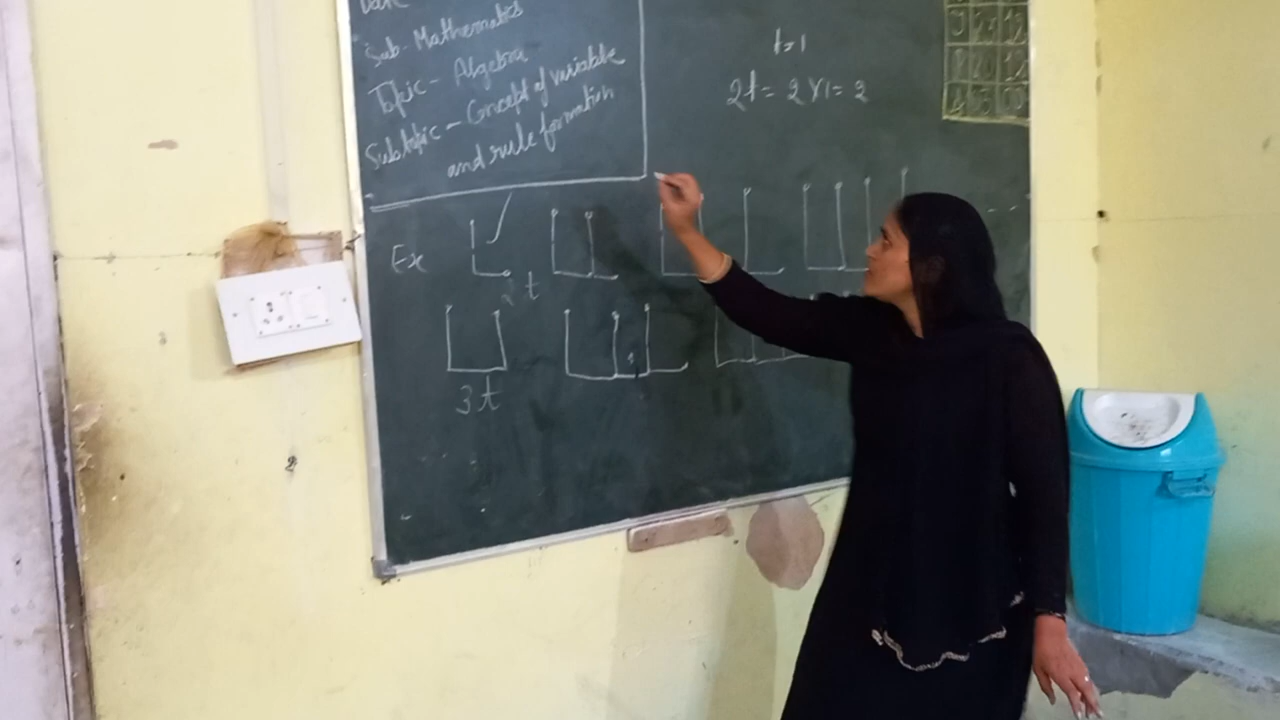 Date
Sub- Mathematics
Topic - Algebra
Subtopic - Concept of variable
and rule formation
t=1
2t = 2×1= 2
Ex
2t
3t